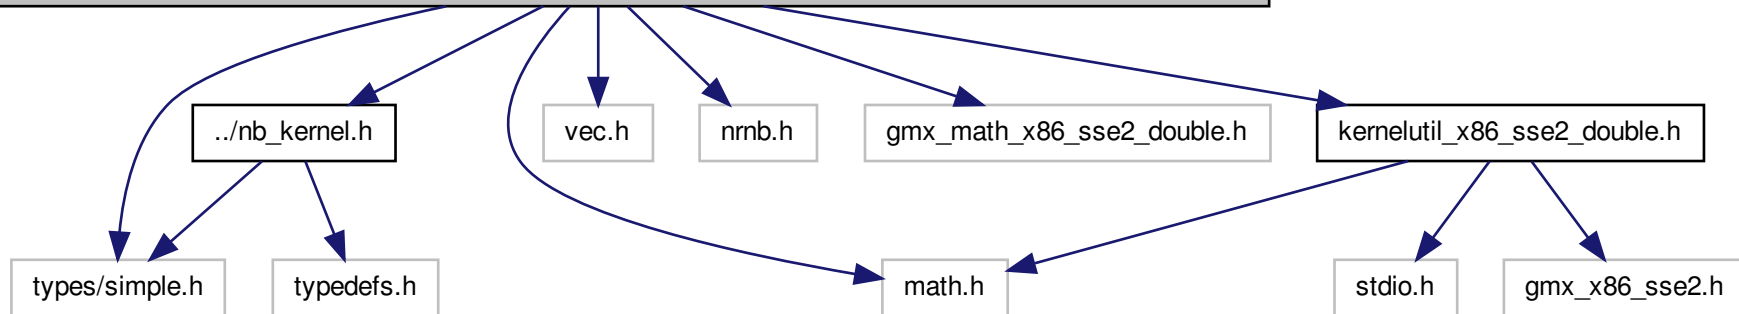 ../nb_kernel.h
vec.h
nrnb.h
gmx_math_x86_sse2_double.h
kernelutil_x86_sse2_double.h
types/simple.h
typedefs.h
math.h
stdio.h
gmx_x86_sse2.h